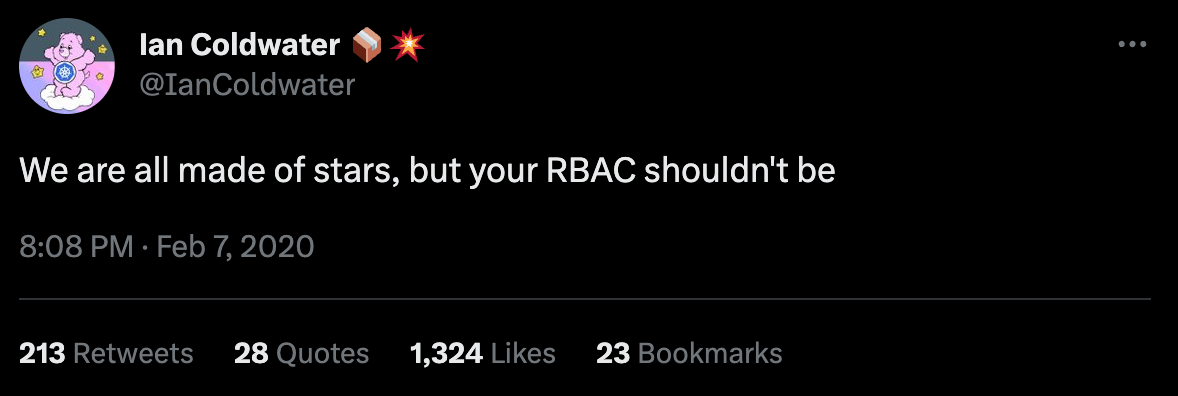 Ian Coldwater 📦💥
@IanColdwater
We are all made of stars, but your RBAC shouldn't be
8:08 PM · Feb 7, 2020
213 Retweets 28 Quotes 1,324 Likes 23 Bookmarks